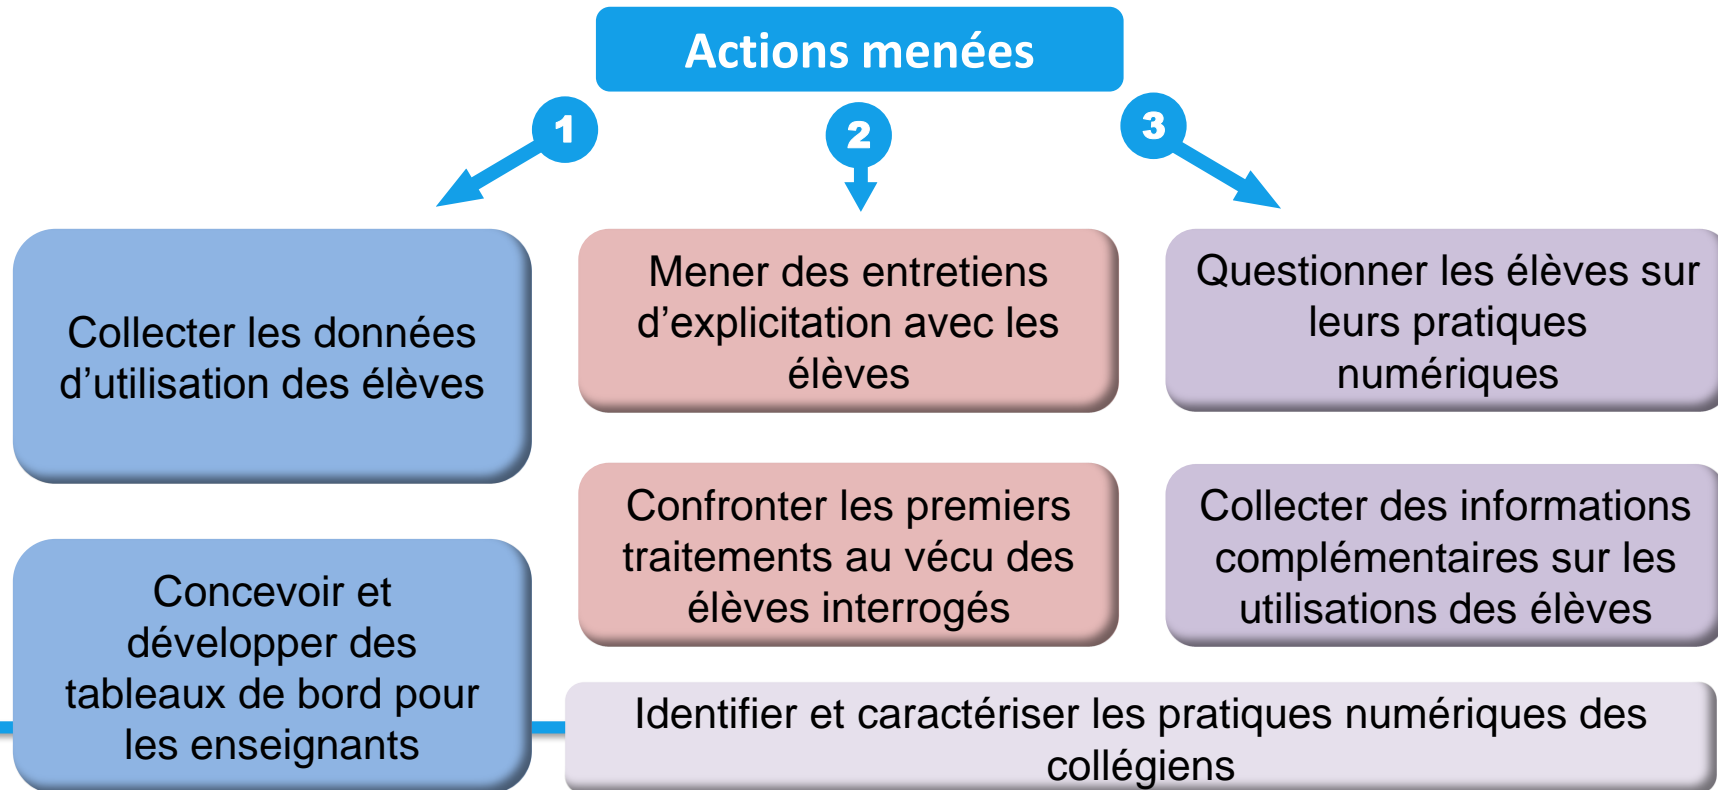 Actions menées
1
2
3
Collecter les données
d’utilisation des élèves
Concevoir et
développer des
tableaux de bord pour
les enseignants
Mener des entretiens
d’explicitation avec les
élèves
Confronter les premiers
traitements au vécu des
élèves interrogés
Questionner les élèves sur
leurs pratiques
numériques
Collecter des informations
complémentaires sur les
utilisations des élèves
Identifier et caractériser les pratiques numériques des
collégiens